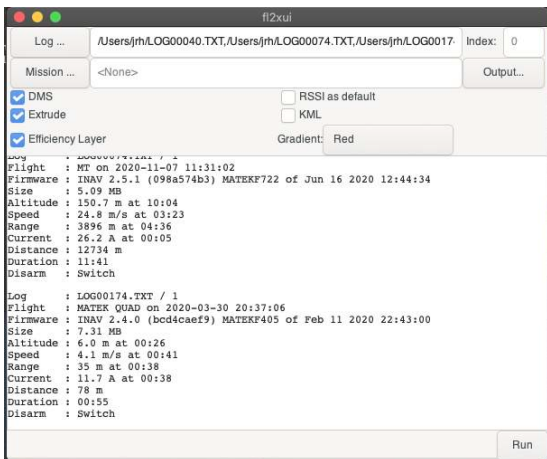 fl2xui
Log ... /Users/jrh/LOG00040.TXT,/Users/jrh/LOG00074.TXT,/Users/jrh/LOG0017 Index: 0
Mission ... <None> Output...
DMS RSSI as default
Extrude KML
Efficiency Layer Gradient: Red
Log : LOG00074.TXT / 1
Flight : MT on 2020-11-07 11:31:02
Firmware : INAV 2.5.1 (098a574b3) MATEKF722 of Jun 16 2020 12:44:34
Size : 5.09 MB
Altitude : 150.7 m at 10:04
Speed : 24.8 m/s at 03:23
Range : 3896 m at 04:36
Current : 26.2 A at 00:05
Distance : 12734 m
Duration : 11:41
Disarm : Switch
Log : LOG00174.TXT / 1
Flight : MATEK QUAD on 2020-03-30 20:37:06
Firmware : INAV 2.4.0 (bcd4caef9) MATEKF405 of Feb 11 2020 22:43:00
Size : 7.31 MB
Altitude : 6.0 m at 00:26
Speed : 4.1 m/s at 00:41
Range : 35 m at 00:38
Current : 11.7 A at 00:38
Distance : 78 m
Duration : 00:55
Disarm : Switch
Run